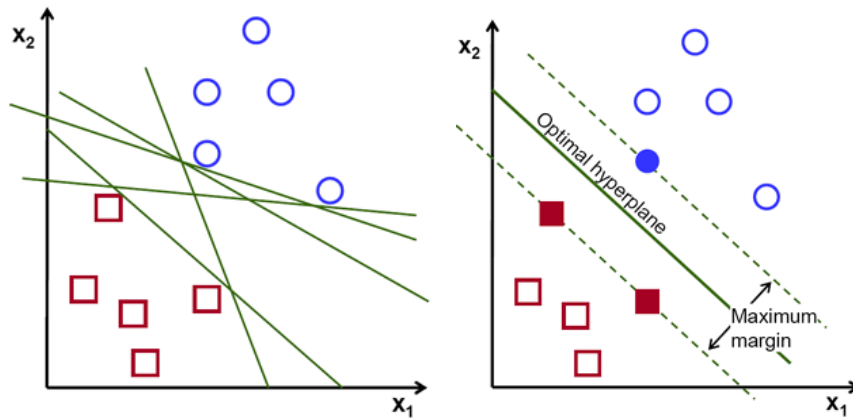 x₂
x₁
x₂
Optimal hyperplane
Maximum
margin
x₁